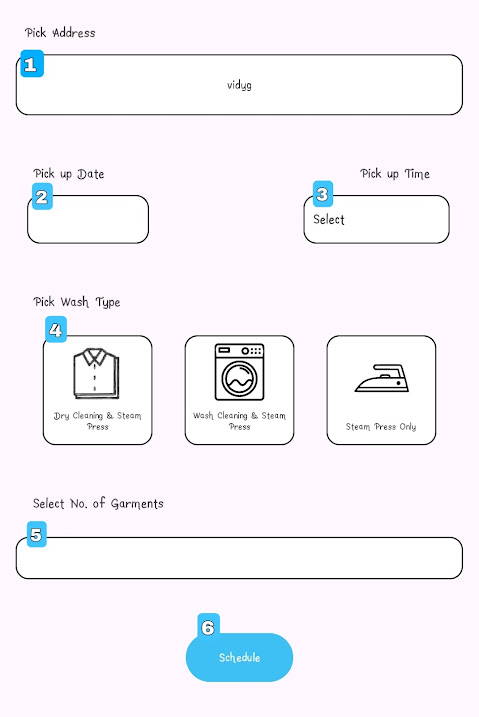 Pick Address
1
vidyg
Pick up Date
Pick up Time
2
3
Select
Pick Wash Type
4
Dry Cleaning & Steam
Press
Wash Cleaning & Steam
Press
Steam Press Only
Select No. of Garments
5
6
Schedule